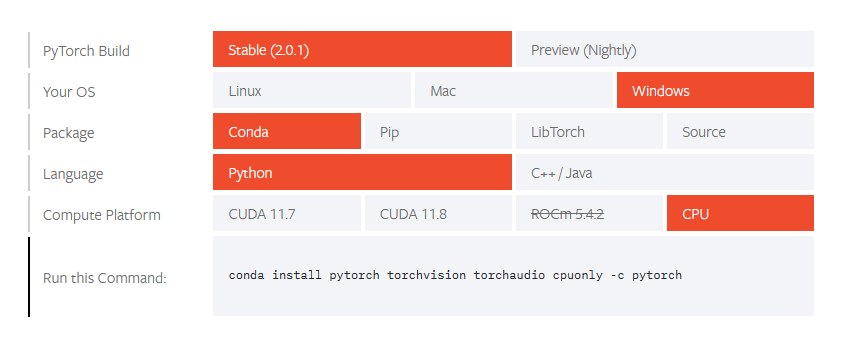 PyTorch Build Stable (2.0.1) Preview (Nightly)
Your OS Linux Mac Windows
Package Conda Pip LibTorch Source
Language Python C++ / Java
Compute Platform CUDA 11.7 CUDA 11.8 ROCm 5.4.2 CPU
Run this Command: conda install pytorch torchvision torchaudio cpuonly -c pytorch